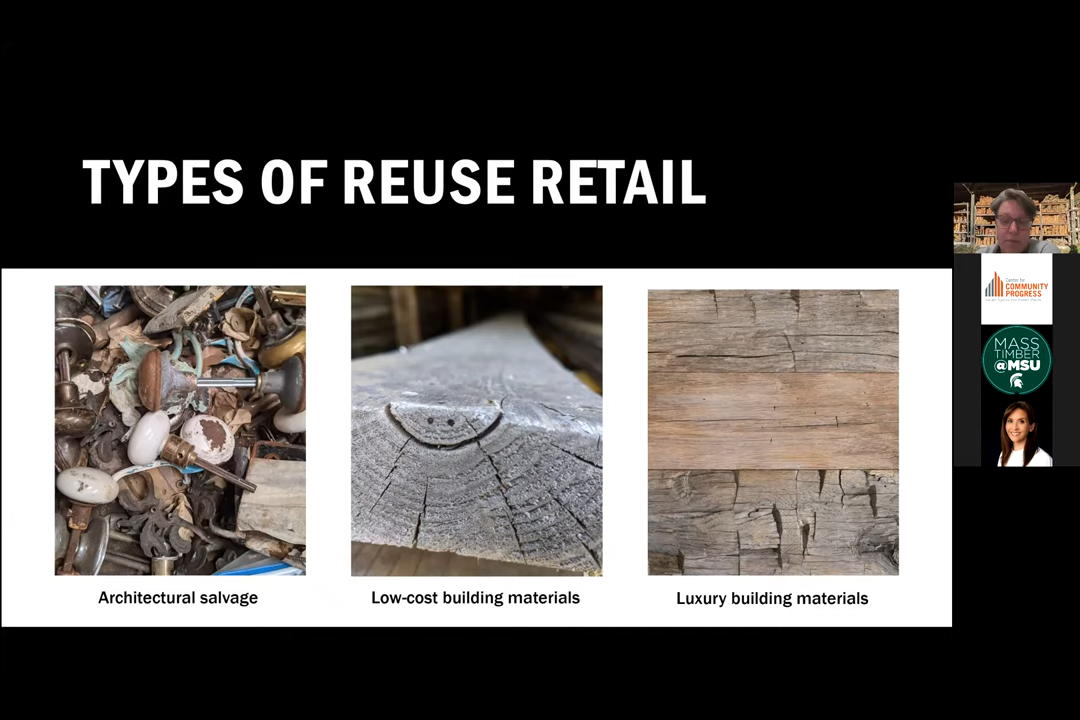 TYPES OF REUSE RETAIL
Architectural salvage
Low-cost building materials
Luxury building materials
Center for
COMMUNITY
PROGRESS
MASS
TIMBER
@MSU